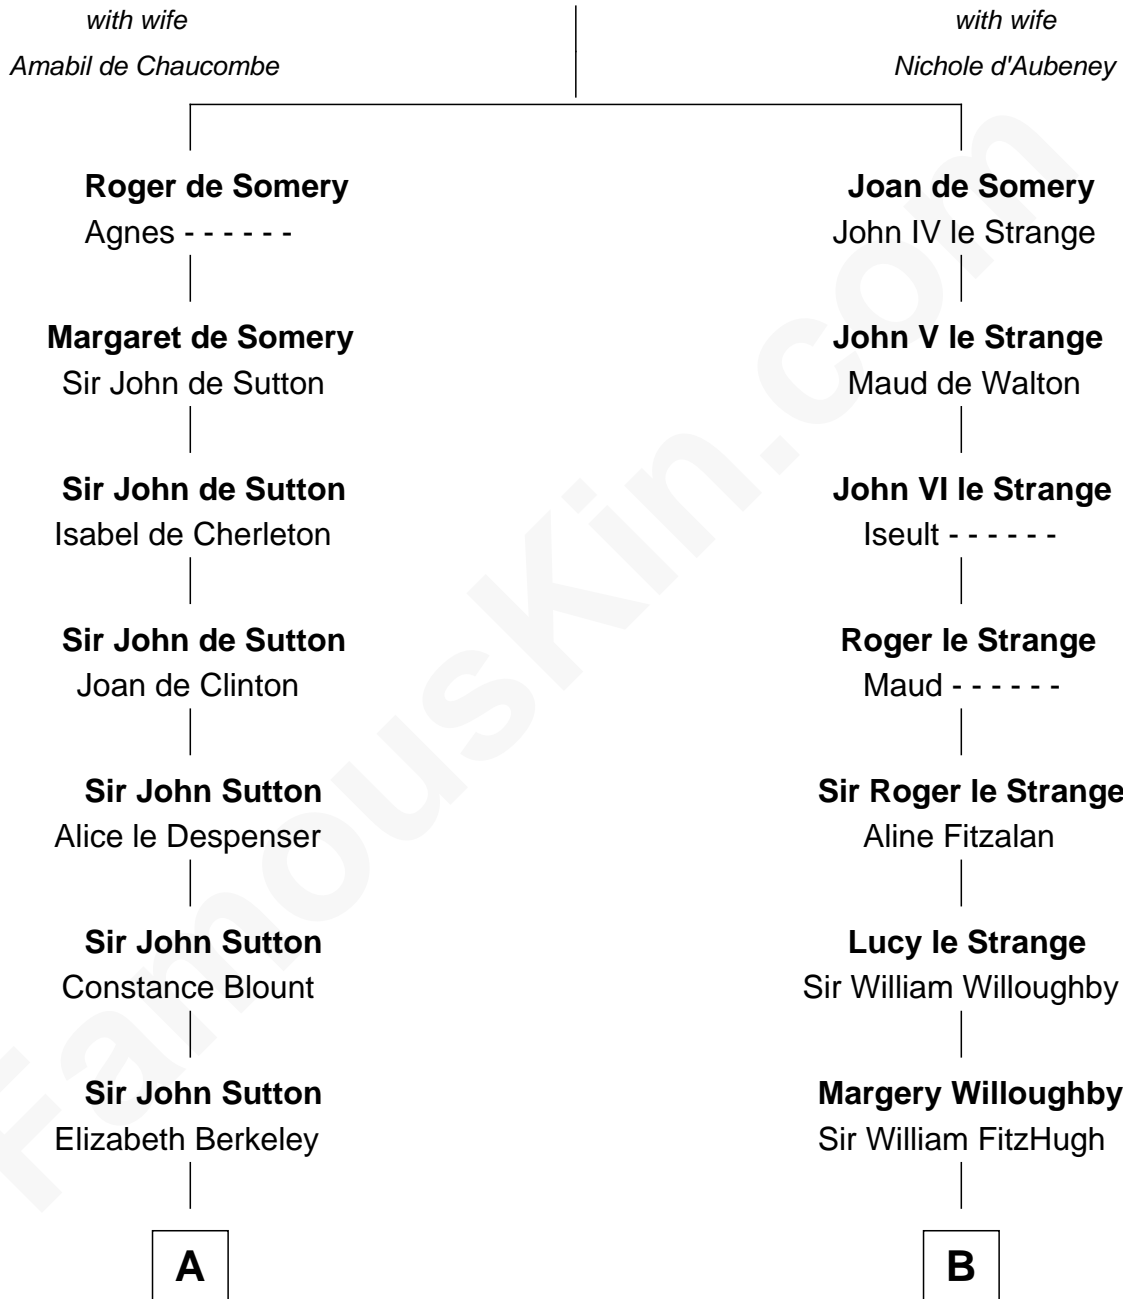 with wife
Amabil de Chaucombe
with wife
Nichole d'Aubeney
Roger de Somery
Agnes - - - - - -
Joan de Somery
John IV le Strange
Margaret de Somery
Sir John de Sutton
John V le Strange
Maud de Walton
Sir John de Sutton
Isabel de Cherleton
John VI le Strange
Iseult - - - - - -
Sir John de Sutton
Joan de Clinton
Roger le Strange
Maud - - - - - -
Sir John Sutton
Alice le Despenser
Sir Roger le Strange
Aline Fitzalan
Sir John Sutton
Constance Blount
Lucy le Strange
Sir William Willoughby
Sir John Sutton
Elizabeth Berkeley
Margery Willoughby
Sir William FitzHugh
A
B
FamousKin.com